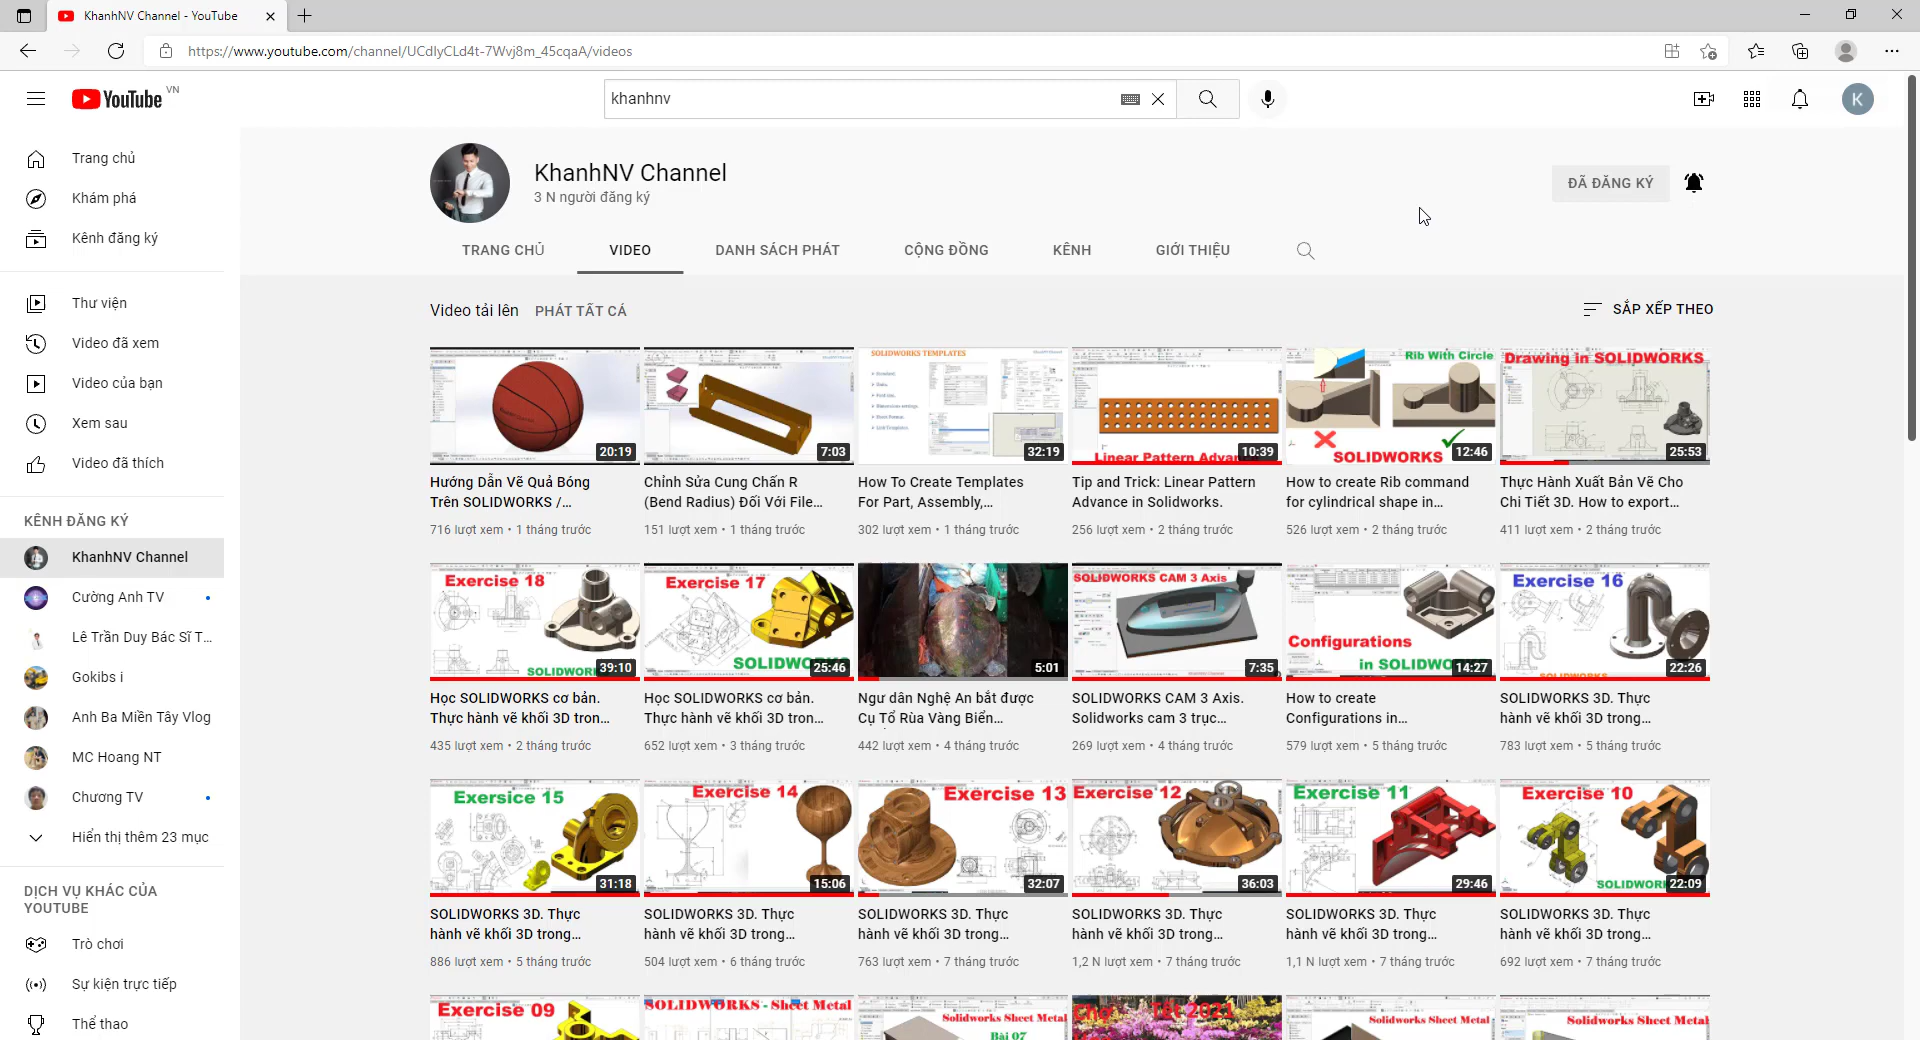 KhanhNV Channel - YouTube
https://www.youtube.com/channel/UCdlyCLd4t-7Wvj8m_45cqaA/videos
YouTube VN
khanhnv
K
Trang chủ
Khám phá
Kênh đăng ký
Thư viện
Video đã xem
Video của bạn
Xem sau
Video đã thích
KÊNH ĐĂNG KÝ
KhanhNV Channel
Cường Anh TV
Lê Trần Duy Bác Sĩ T...
Gokibs i
Anh Ba Miền Tây Vlog
MC Hoang NT
Chương TV
Hiển thị thêm 23 mục
DỊCH VỤ KHÁC CỦA
YOUTUBE
Trò chơi
Sự kiện trực tiếp
Thể thao
KhanhNV Channel
3 N người đăng ký
ĐÃ ĐĂNG KÝ
TRANG CHỦ VIDEO DANH SÁCH PHÁT CỘNG ĐỒNG KÊNH GIỚI THIỆU
Video tải lên PHÁT TẤT CẢ
SẮP XẾP THEO
20:19
Hướng Dẫn Vẽ Quả Bóng
Trên SOLIDWORKS /...
716 lượt xem • 1 tháng trước
7:03
Chỉnh Sửa Cung Chấn R
(Bend Radius) Đối Với File...
151 lượt xem • 1 tháng trước
SOLIDWORKS TEMPLATES
32:19
How To Create Templates
For Part, Assembly,...
302 lượt xem • 1 tháng trước
Linear Pattern Advan
10:39
Tip and Trick: Linear Pattern
Advance in Solidworks.
256 lượt xem • 2 tháng trước
Rib With Circle
SOLIDWORKS
12:46
How to create Rib command
for cylindrical shape in...
526 lượt xem • 2 tháng trước
Drawing in SOLIDWORKS
25:53
Thực Hành Xuất Bản Vẽ Cho
Chi Tiết 3D. How to export...
411 lượt xem • 2 tháng trước
Exercise 18
SOLIDWOR
39:10
Học SOLIDWORKS cơ bản.
Thực hành vẽ khối 3D tron...
435 lượt xem • 2 tháng trước
Exercise 17
SOLIDWO
25:46
Học SOLIDWORKS cơ bản.
Thực hành vẽ khối 3D tron...
652 lượt xem • 3 tháng trước
5:01
Ngư dân Nghệ An bắt được
Cụ Tổ Rùa Vàng Biển...
442 lượt xem • 4 tháng trước
SOLIDWORKS CAM 3 Axis
7:35
SOLIDWORKS CAM 3 Axis.
Solidworks cam 3 trục...
269 lượt xem • 4 tháng trước
Configurations
in SOLIDWO
14:27
How to create
Configurations in...
579 lượt xem • 5 tháng trước
Exercise 16
SOLIDWORKS
22:26
SOLIDWORKS 3D. Thực
hành vẽ khối 3D trong...
783 lượt xem • 5 tháng trước
Exersice 15
31:18
SOLIDWORKS 3D. Thực
hành vẽ khối 3D trong...
886 lượt xem • 5 tháng trước
Exercise 14
15:06
SOLIDWORKS 3D. Thực
hành vẽ khối 3D trong...
504 lượt xem • 6 tháng trước
Exercise 13
32:07
SOLIDWORKS 3D. Thực
hành vẽ khối 3D trong...
763 lượt xem • 7 tháng trước
Exercise 12
36:03
SOLIDWORKS 3D. Thực
hành vẽ khối 3D trong...
1,2 N lượt xem • 7 tháng trước
Exercise 11
29:46
SOLIDWORKS 3D. Thực
hành vẽ khối 3D trong...
1,1 N lượt xem • 7 tháng trước
Exercise 10
SOLIDWOR
22:09
SOLIDWORKS 3D. Thực
hành vẽ khối 3D trong...
692 lượt xem • 7 tháng trước
Exercise 09
SOLIDWORKS - Sheet Metal
Solidworks Sheet Metal
Bài 07
Chợ Tết 2021
Solidworks Sheet Metal
Solidworks Sheet Metal